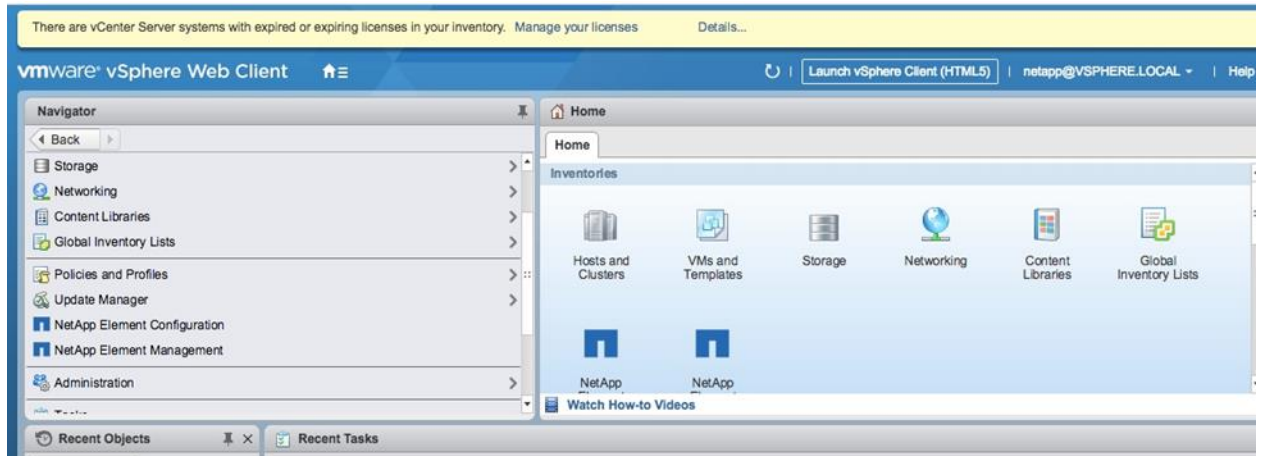 There are vCenter Server systems with expired or expiring licenses in your inventory. Manage your licenses Details...
vmware® vSphere Web Client
Launch vSphere Client (HTML5) | netapp@VSPHERE.LOCAL | Help
Navigator
Back
Storage
Networking
Content Libraries
Global Inventory Lists
Policies and Profiles
Update Manager
NetApp Element Configuration
NetApp Element Management
Administration
Home
Home
Inventories
Hosts and Clusters
VMs and Templates
Storage
Networking
Content Libraries
Global Inventory Lists
NetApp
NetApp
Watch How-to Videos
Recent Objects
Recent Tasks